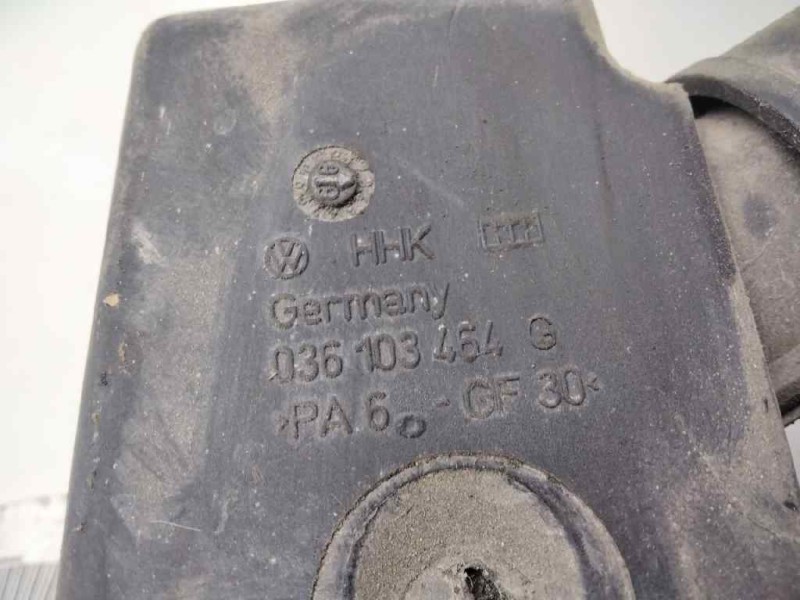 HHK
Germany
036 103 464 G
>PA 6 - GF 30<